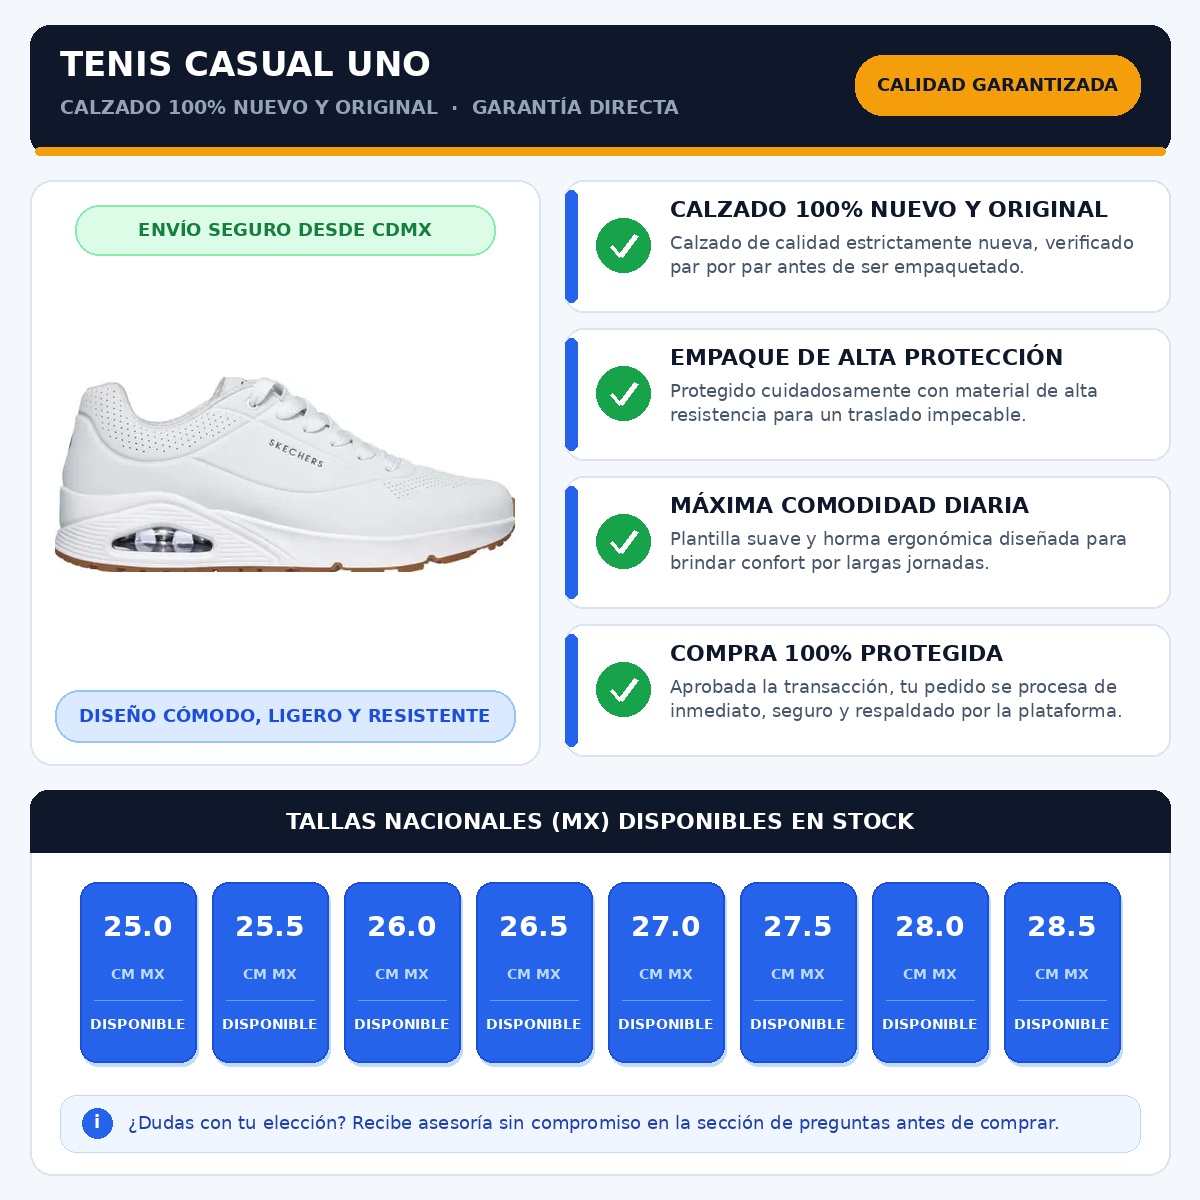 TENIS CASUAL UNO
CALZADO 100% NUEVO Y ORIGINAL · GARANTÍA DIRECTA
CALIDAD GARANTIZADA
ENVÍO SEGURO DESDE CDMX
SKECHERS
DISEÑO CÓMODO, LIGERO Y RESISTENTE
CALZADO 100% NUEVO Y ORIGINAL
Calzado de calidad estrictamente nueva, verificado
par por par antes de ser empaquetado.
EMPAQUE DE ALTA PROTECCIÓN
Protegido cuidadosamente con material de alta
resistencia para un traslado impecable.
MÁXIMA COMODIDAD DIARIA
Plantilla suave y horma ergonómica diseñada para
brindar confort por largas jornadas.
COMPRA 100% PROTEGIDA
Aprobada la transacción, tu pedido se procesa de
inmediato, seguro y respaldado por la plataforma.
TALLAS NACIONALES (MX) DISPONIBLES EN STOCK
25.0 25.5 26.0 26.5 27.0 27.5 28.0 28.5
CM MX CM MX CM MX CM MX CM MX CM MX CM MX CM MX
DISPONIBLE DISPONIBLE DISPONIBLE DISPONIBLE DISPONIBLE DISPONIBLE DISPONIBLE DISPONIBLE
i ¿Dudas con tu elección? Recibe asesoría sin compromiso en la sección de preguntas antes de comprar.